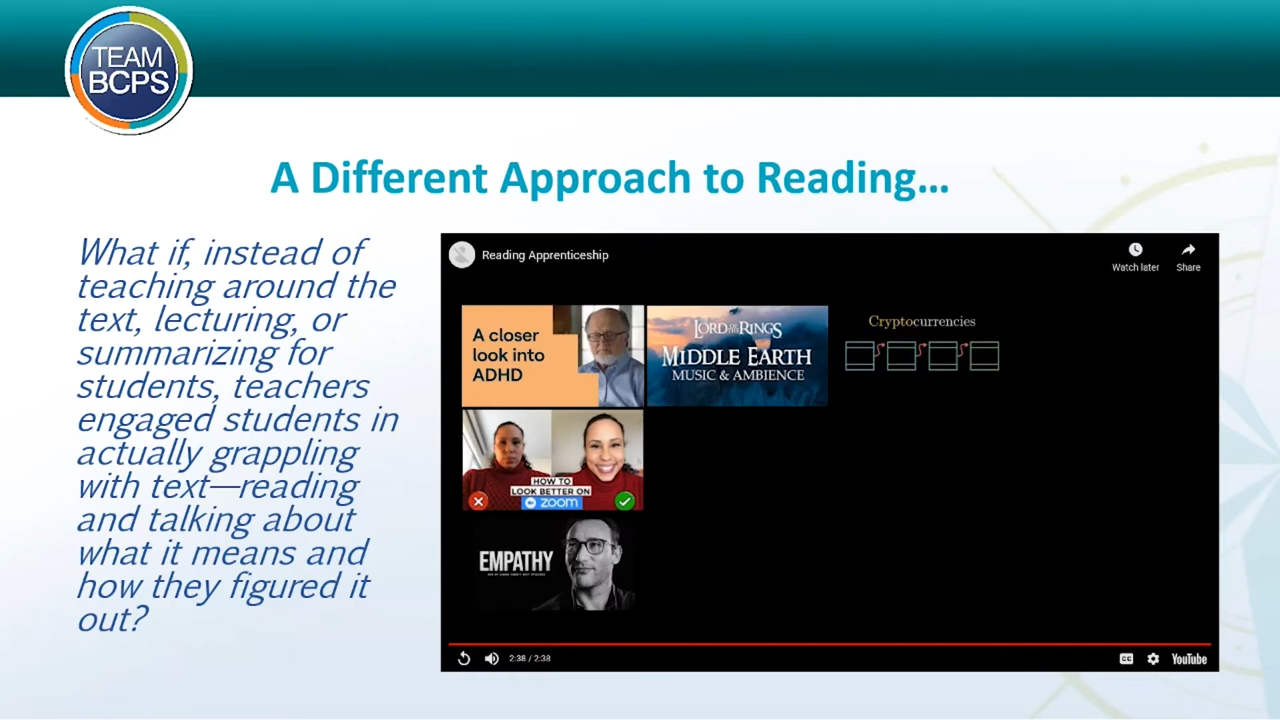 TEAM
BCPS
A Different Approach to Reading…
What if, instead of
teaching around the
text, lecturing, or
summarizing for
students, teachers
engaged students in
actually grappling
with text—reading
and talking about
what it means and
how they figured it
out?
Reading Apprenticeship
Watch later
Share
A closer
look into
ADHD
LORD OF THE RINGS
MIDDLE EARTH
MUSIC & AMBIENCE
Cryptocurrencies
HOW TO
LOOK BETTER ON
zoom
EMPATHY
2:38 / 2:38
CC
YouTube